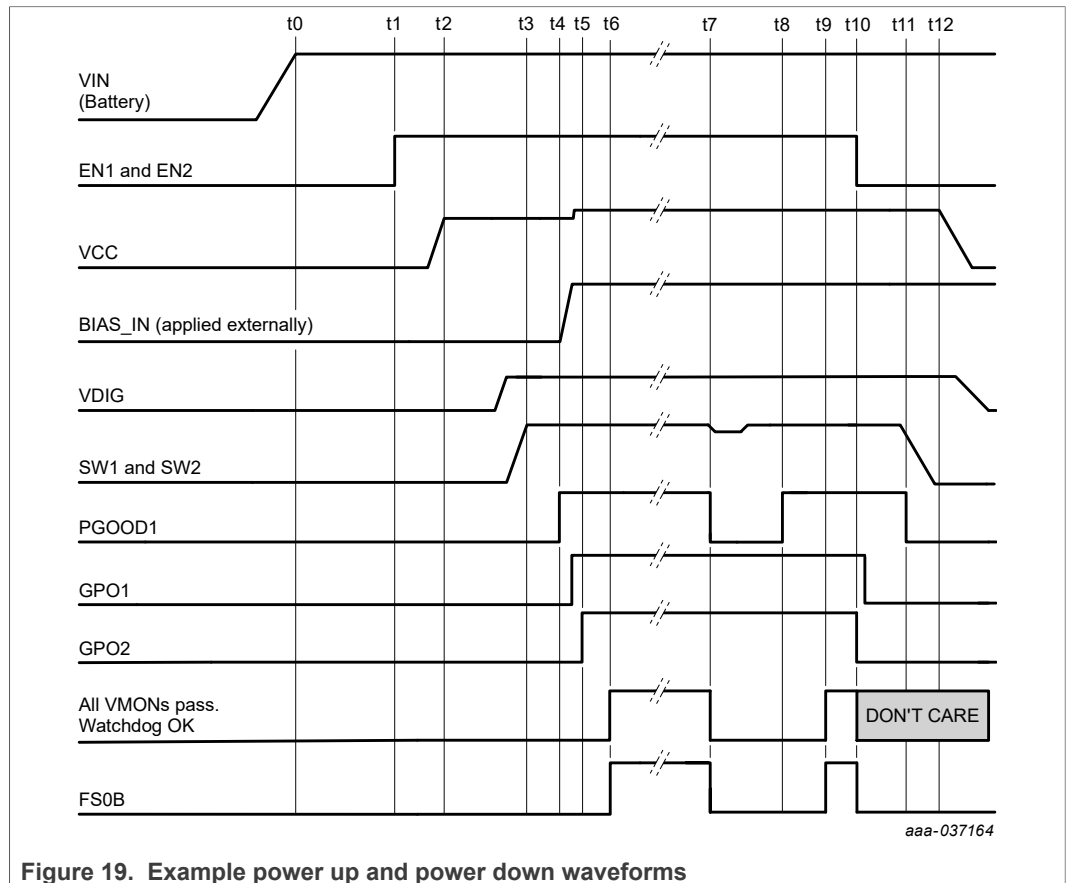 t0 t1 t2 t3 t4 t5 t6 t7 t8 t9 t10 t11 t12
VIN
(Battery)
EN1 and EN2
VCC
BIAS_IN (applied externally)
VDIG
SW1 and SW2
PGOOD1
GPO1
GPO2
All VMONs pass.
Watchdog OK
DON'T CARE
FS0B
aaa-037164
Figure 19. Example power up and power down waveforms